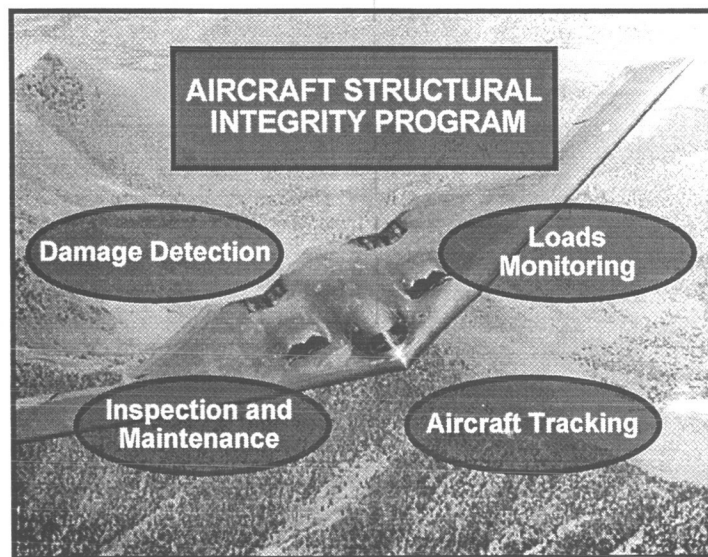 AIRCRAFT STRUCTURAL
INTEGRITY PROGRAM
Damage Detection
Loads
Monitoring
Inspection and
Maintenance
Aircraft Tracking